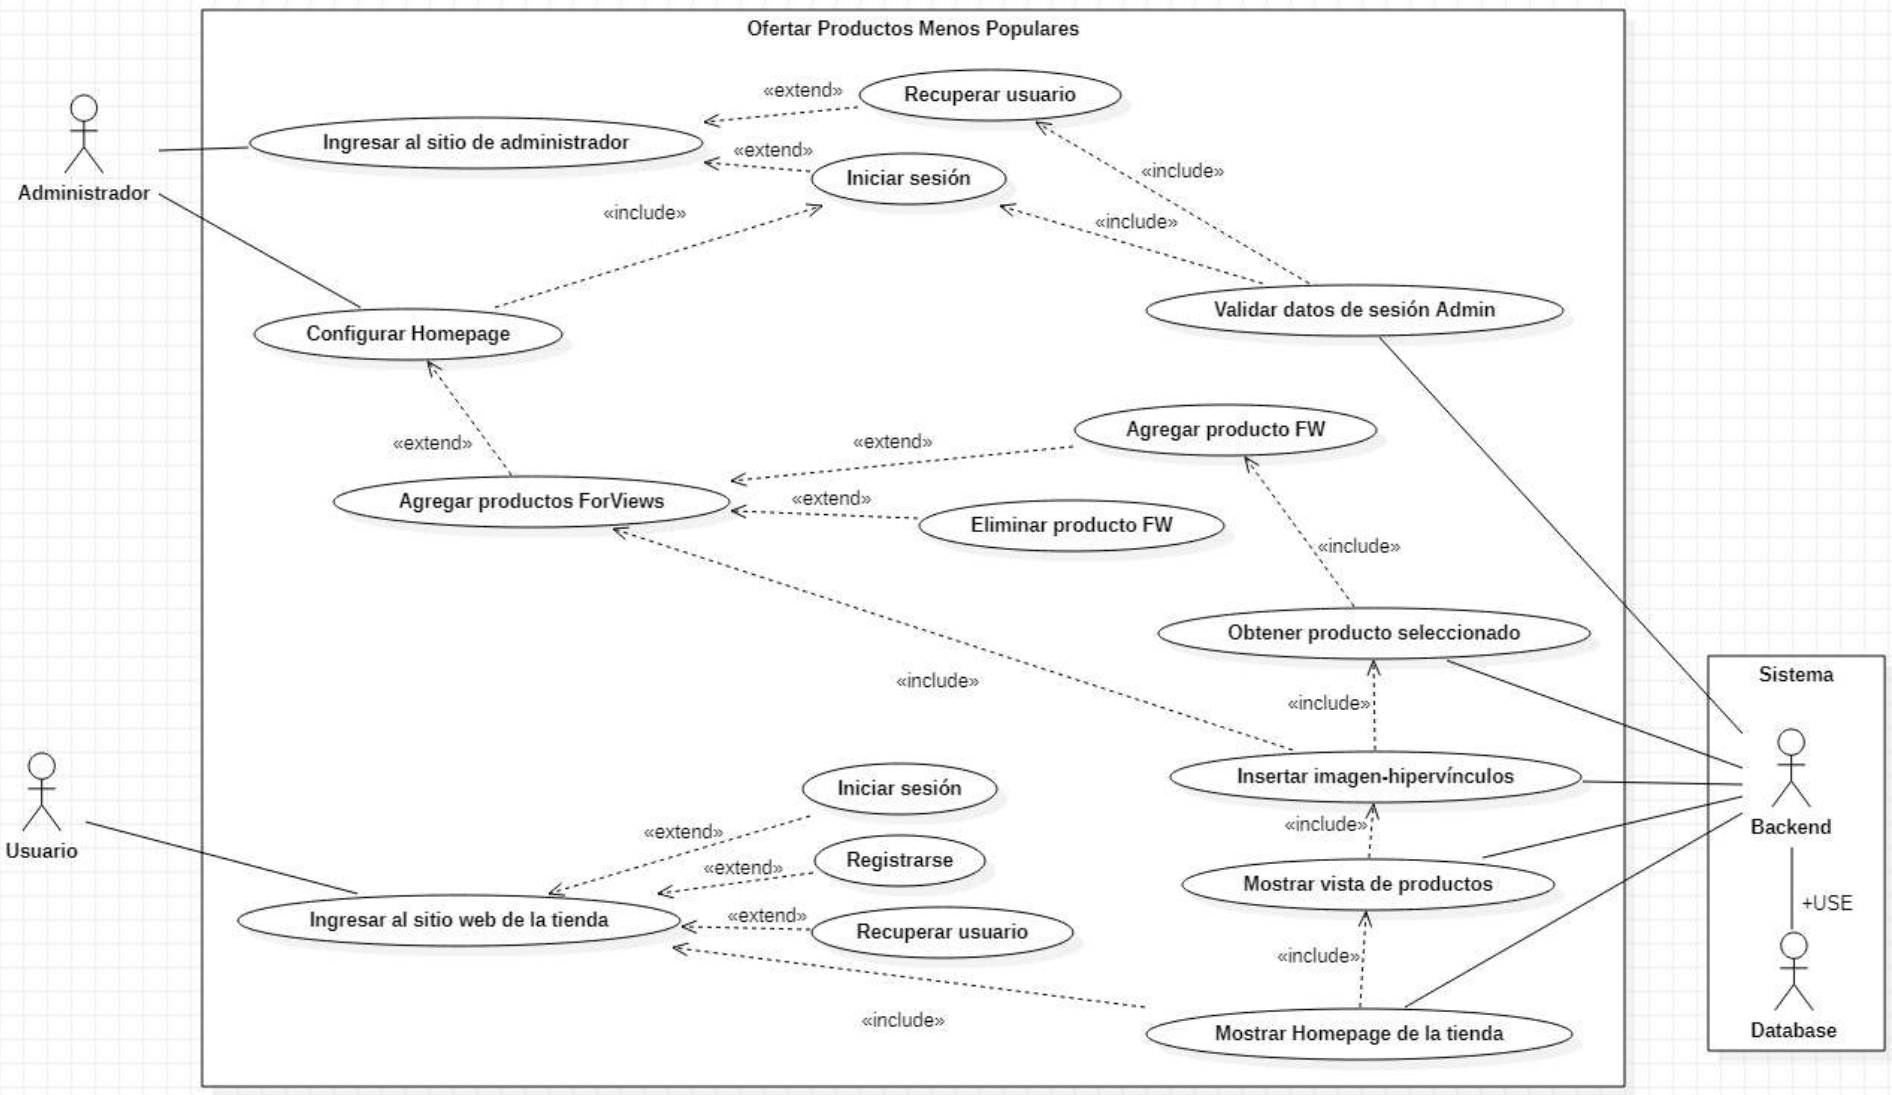 Ofertar Productos Menos Populares
«extend»
Recuperar usuario
Ingresar al sitio de administrador
«extend»
Iniciar sesión
«include»
Administrador
«include»
«include»
Validar datos de sesión Admin
Configurar Homepage
«extend»
«extend»
Agregar producto FW
Agregar productos ForViews
«extend»
Eliminar producto FW
«include»
Obtener producto seleccionado
Sistema
«include»
«include»
Insertar imagen-hipervínculos
Iniciar sesión
«include»
Backend
«extend»
Usuario
Registrarse
«extend»
Mostrar vista de productos
+USE
Ingresar al sitio web de la tienda
«extend»
Recuperar usuario
«include»
«include»
Mostrar Homepage de la tienda
Database